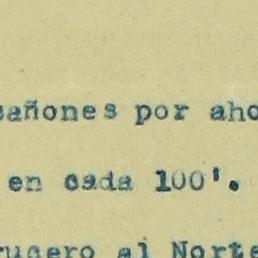 cañones por aho
en cada 100'.
rucero al Norte